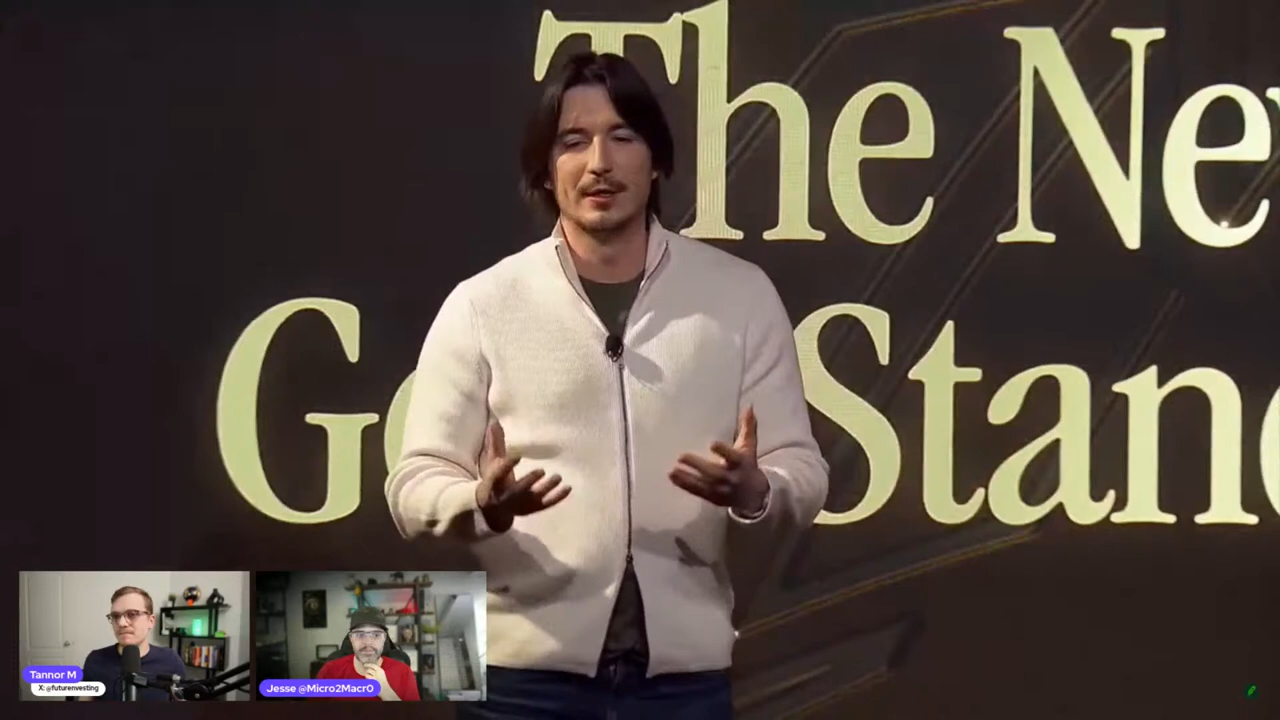 The Ne
G Stan
Tannor M
X: @futurenvesting
Jesse @Micro2Macr0